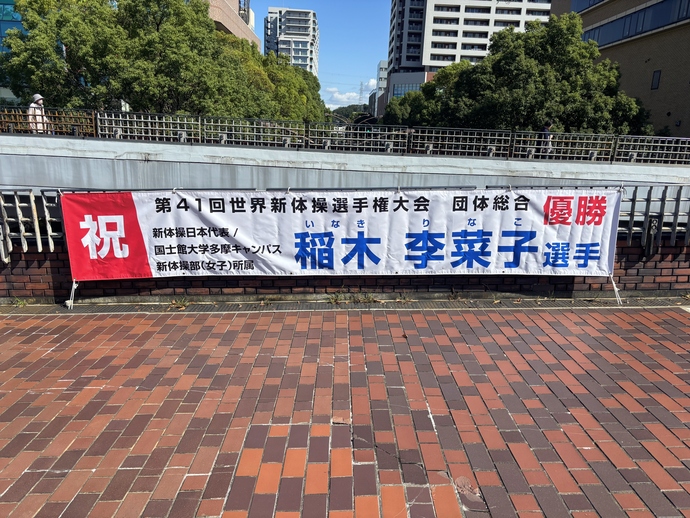 祝
第41回世界新体操選手権大会 団体総合 優勝
新体操日本代表/
国士館大学多摩キャンパス
新体操部(女子)所属
いなき りなこ
稲木 李菜子 選手